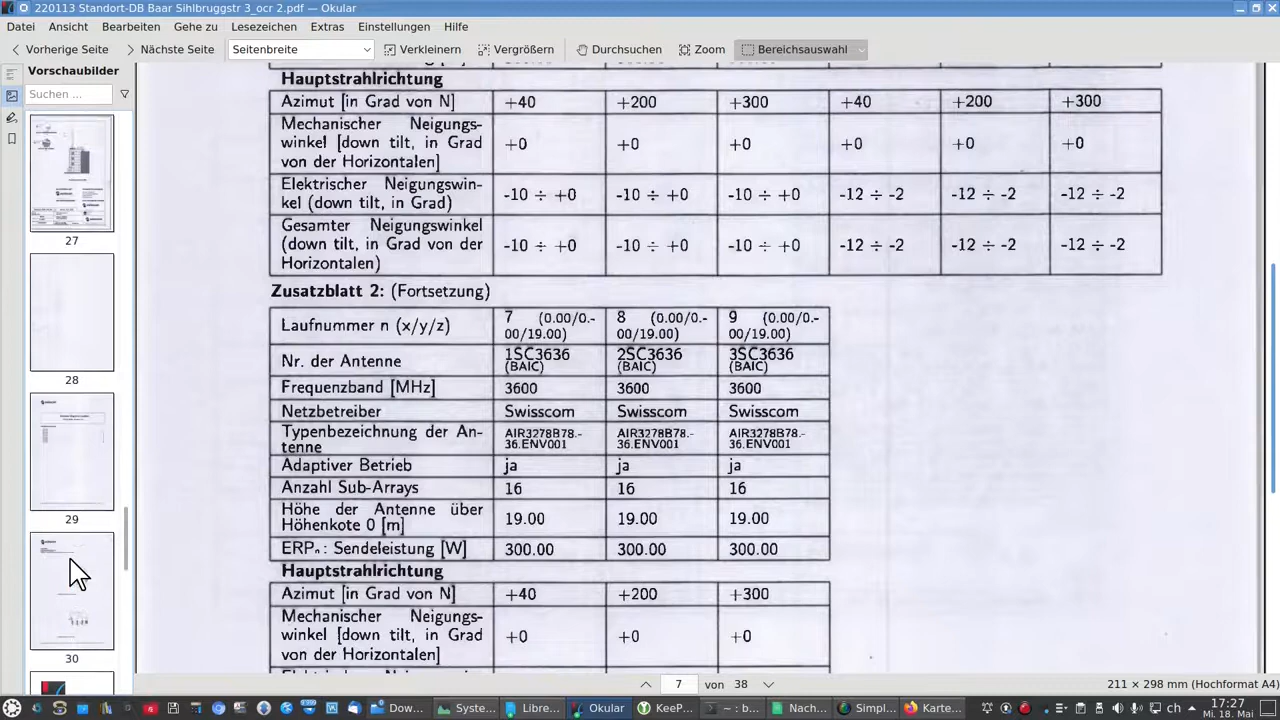 220113 Standort-DB Baar Sihlbruggstr 3_ocr 2.pdf — Okular
Datei Ansicht Bearbeiten Gehe zu Lesezeichen Extras Einstellungen Hilfe
Vorherige Seite Nächste Seite Seitenbreite Verkleinern Vergrößern Durchsuchen Zoom Bereichsauswahl
Vorschaubilder
Suchen ...
27
28
29
30
Hauptstrahlrichtung
Azimut [in Grad von N] +40 +200 +300 +40 +200 +300
Mechanischer Neigungs-
winkel [down tilt, in Grad +0 +0 +0 +0 +0 +0
von der Horizontalen]
Elektrischer Neigungswin- -10 ÷ +0 -10 ÷ +0 -10 ÷ +0 -12 ÷ -2 -12 ÷ -2 -12 ÷ -2
kel (down tilt, in Grad)
Gesamter Neigungswinkel
(down tilt, in Grad von der -10 ÷ +0 -10 ÷ +0 -10 ÷ +0 -12 ÷ -2 -12 ÷ -2 -12 ÷ -2
Horizontalen)
Zusatzblatt 2: (Fortsetzung)
Laufnummer n (x/y/z) 7 (0.00/0.- 8 (0.00/0.- 9 (0.00/0.-
00/19.00) 00/19.00) 00/19.00)
Nr. der Antenne 1SC3636 2SC3636 3SC3636
(BAIC) (BAIC) (BAIC)
Frequenzband [MHz] 3600 3600 3600
Netzbetreiber Swisscom Swisscom Swisscom
Typenbezeichnung der An- AIR3278B78.- AIR3278B78.- AIR3278B78.-
tenne 36.ENV001 36.ENV001 36.ENV001
Adaptiver Betrieb ja ja ja
Anzahl Sub-Arrays 16 16 16
Höhe der Antenne über 19.00 19.00 19.00
Höhenkote 0 [m]
ERPn: Sendeleistung [W] 300.00 300.00 300.00
Hauptstrahlrichtung
Azimut [in Grad von N] +40 +200 +300
Mechanischer Neigungs-
winkel [down tilt, in Grad +0 +0 +0
von der Horizontalen]
7 von 38
211 × 298 mm (Hochformat A4)
Dow... Syste... Libre... Okular KeeP... ~ : b... Nach... Simpl... Karte... ch 17:27
Mi. 18. Mai